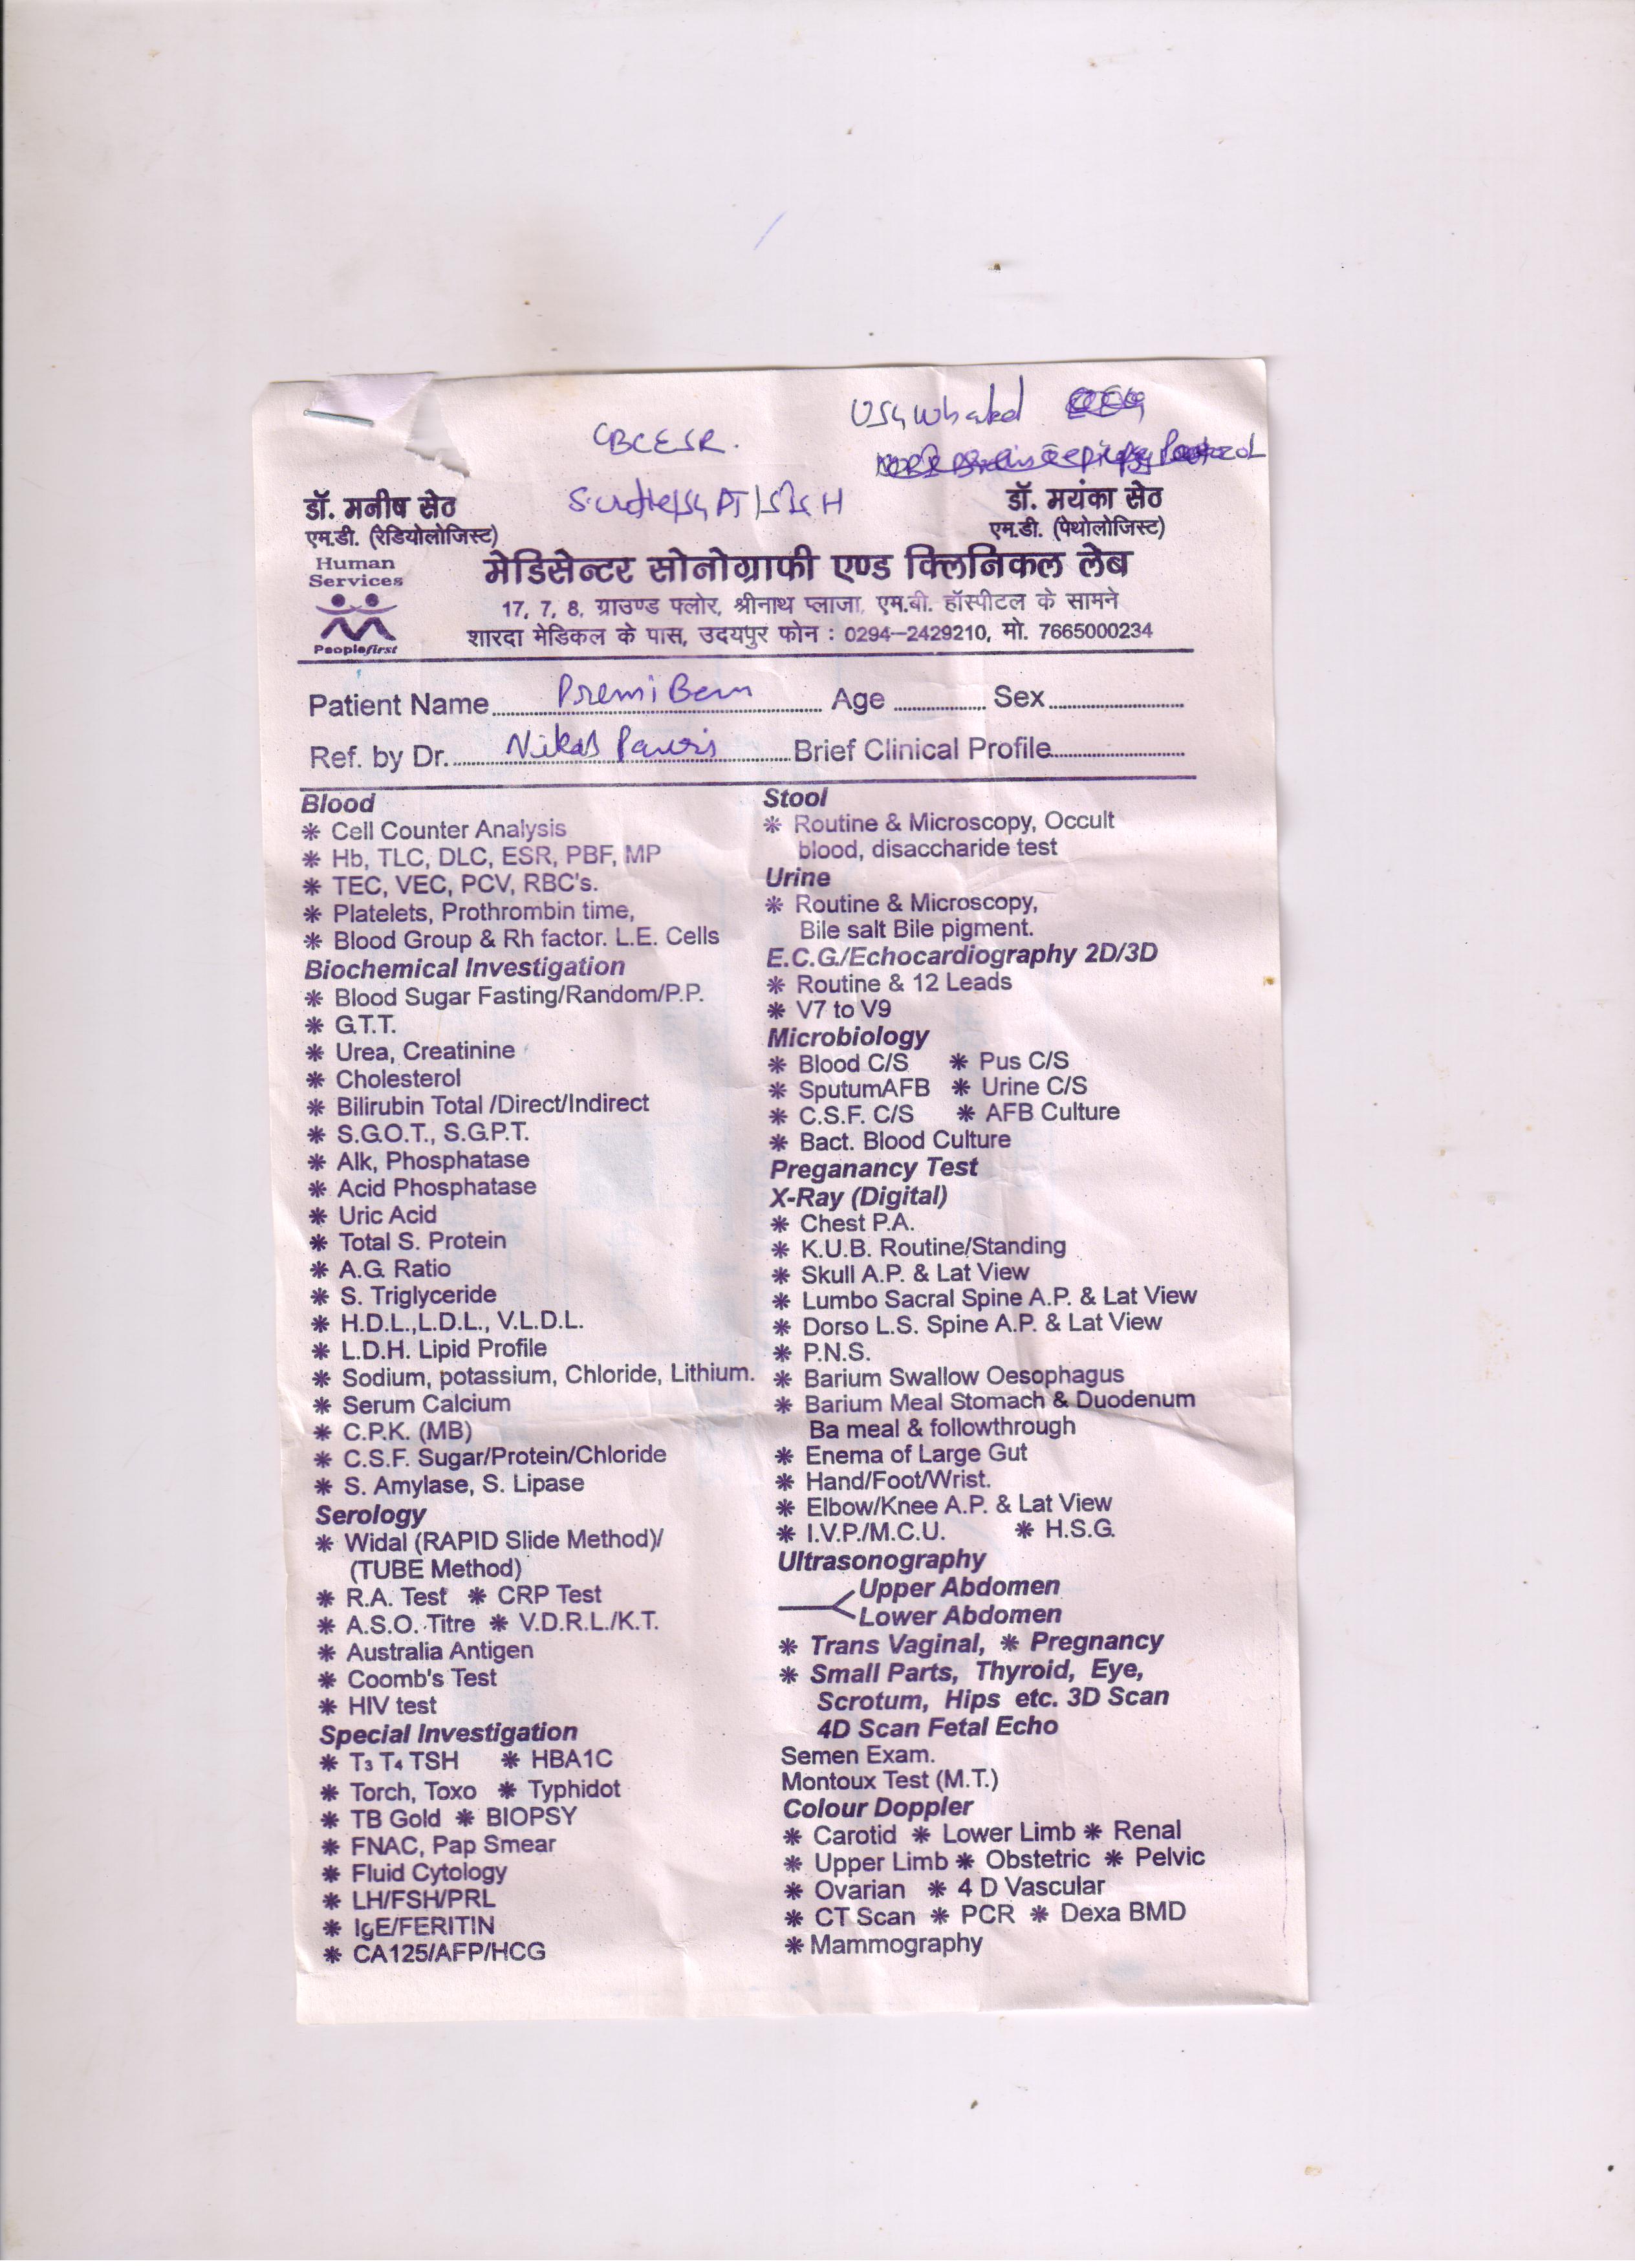 USG Wh abd
CBC ESR.
डॉ. मनीष सेठ
एम.डी. (रेडियोलोजिस्ट)
डॉ. मयंका सेठ
एम.डी. (पेथोलोजिस्ट)
Human
Services
Peoplefirst
मेडिसेन्टर सोनोग्राफी एण्ड क्लिनिकल लेब
17, 7, 8, ग्राउण्ड फ्लोर, श्रीनाथ प्लाजा, एम.बी. हॉस्पीटल के सामने
शारदा मेडिकल के पास, उदयपुर फोन : 0294-2429210, मो. 7665000234
Patient Name Premi Ben Age Sex
Ref. by Dr. Brief Clinical Profile
Blood
* Cell Counter Analysis
* Hb, TLC, DLC, ESR, PBF, MP
* TEC, VEC, PCV, RBC's.
* Platelets, Prothrombin time,
* Blood Group & Rh factor. L.E. Cells
Biochemical Investigation
* Blood Sugar Fasting/Random/P.P.
* G.T.T.
* Urea, Creatinine
* Cholesterol
* Bilirubin Total /Direct/Indirect
* S.G.O.T., S.G.P.T.
* Alk, Phosphatase
* Acid Phosphatase
* Uric Acid
* Total S. Protein
* A.G. Ratio
* S. Triglyceride
* H.D.L.,L.D.L., V.L.D.L.
* L.D.H. Lipid Profile
* Sodium, potassium, Chloride, Lithium.
* Serum Calcium
* C.P.K. (MB)
* C.S.F. Sugar/Protein/Chloride
* S. Amylase, S. Lipase
Serology
* Widal (RAPID Slide Method)/
(TUBE Method)
* R.A. Test * CRP Test
* A.S.O. Titre * V.D.R.L./K.T.
* Australia Antigen
* Coomb's Test
* HIV test
Special Investigation
* T3 T4 TSH * HBA1C
* Torch, Toxo * Typhidot
* TB Gold * BIOPSY
* FNAC, Pap Smear
* Fluid Cytology
* LH/FSH/PRL
* IgE/FERITIN
* CA125/AFP/HCG
Stool
* Routine & Microscopy, Occult
blood, disaccharide test
Urine
* Routine & Microscopy,
Bile salt Bile pigment.
E.C.G./Echocardiography 2D/3D
* Routine & 12 Leads
* V7 to V9
Microbiology
* Blood C/S * Pus C/S
* SputumAFB * Urine C/S
* C.S.F. C/S * AFB Culture
* Bact. Blood Culture
Preganancy Test
X-Ray (Digital)
* Chest P.A.
* K.U.B. Routine/Standing
* Skull A.P. & Lat View
* Lumbo Sacral Spine A.P. & Lat View
* Dorso L.S. Spine A.P. & Lat View
* P.N.S.
* Barium Swallow Oesophagus
* Barium Meal Stomach & Duodenum
Ba meal & followthrough
* Enema of Large Gut
* Hand/Foot/Wrist.
* Elbow/Knee A.P. & Lat View
* I.V.P./M.C.U. * H.S.G.
Ultrasonography
Upper Abdomen
Lower Abdomen
* Trans Vaginal, * Pregnancy
* Small Parts, Thyroid, Eye,
Scrotum, Hips etc. 3D Scan
4D Scan Fetal Echo
Semen Exam.
Montoux Test (M.T.)
Colour Doppler
* Carotid * Lower Limb * Renal
* Upper Limb * Obstetric * Pelvic
* Ovarian * 4 D Vascular
* CT Scan * PCR * Dexa BMD
* Mammography